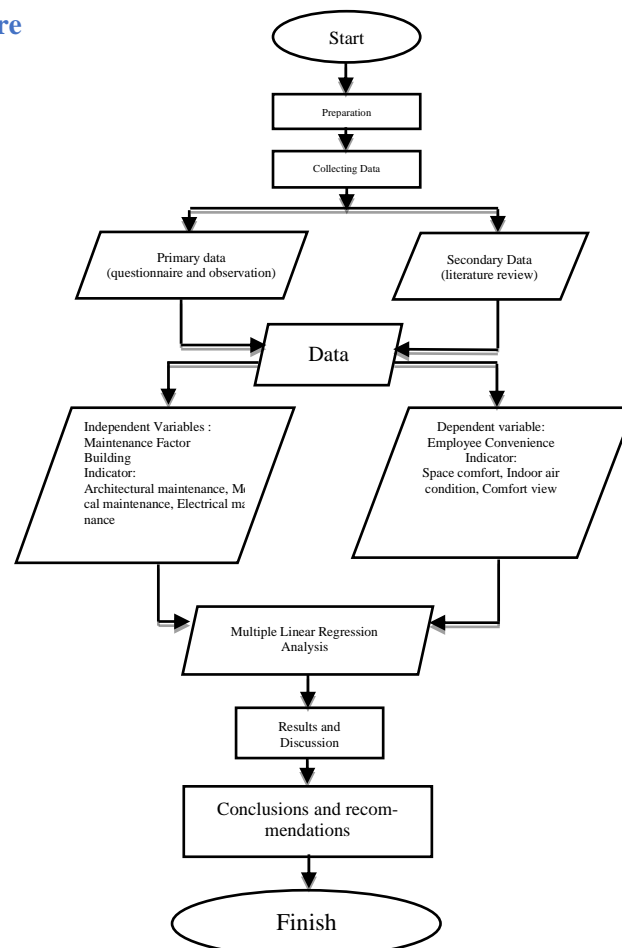 re
Start
Preparation
Collecting Data
Primary data
(questionnaire and observation)
Secondary Data
(literature review)
Data
Independent Variables :
Maintenance Factor
Building
Indicator:
Architectural maintenance,
cal maintenance, Electrical
nance
Dependent variable:
Employee Convenience
Indicator:
Space comfort, Indoor air
condition, Comfort view
Multiple Linear Regression
Analysis
Results and
Discussion
Conclusions and recom-
mendations
Finish